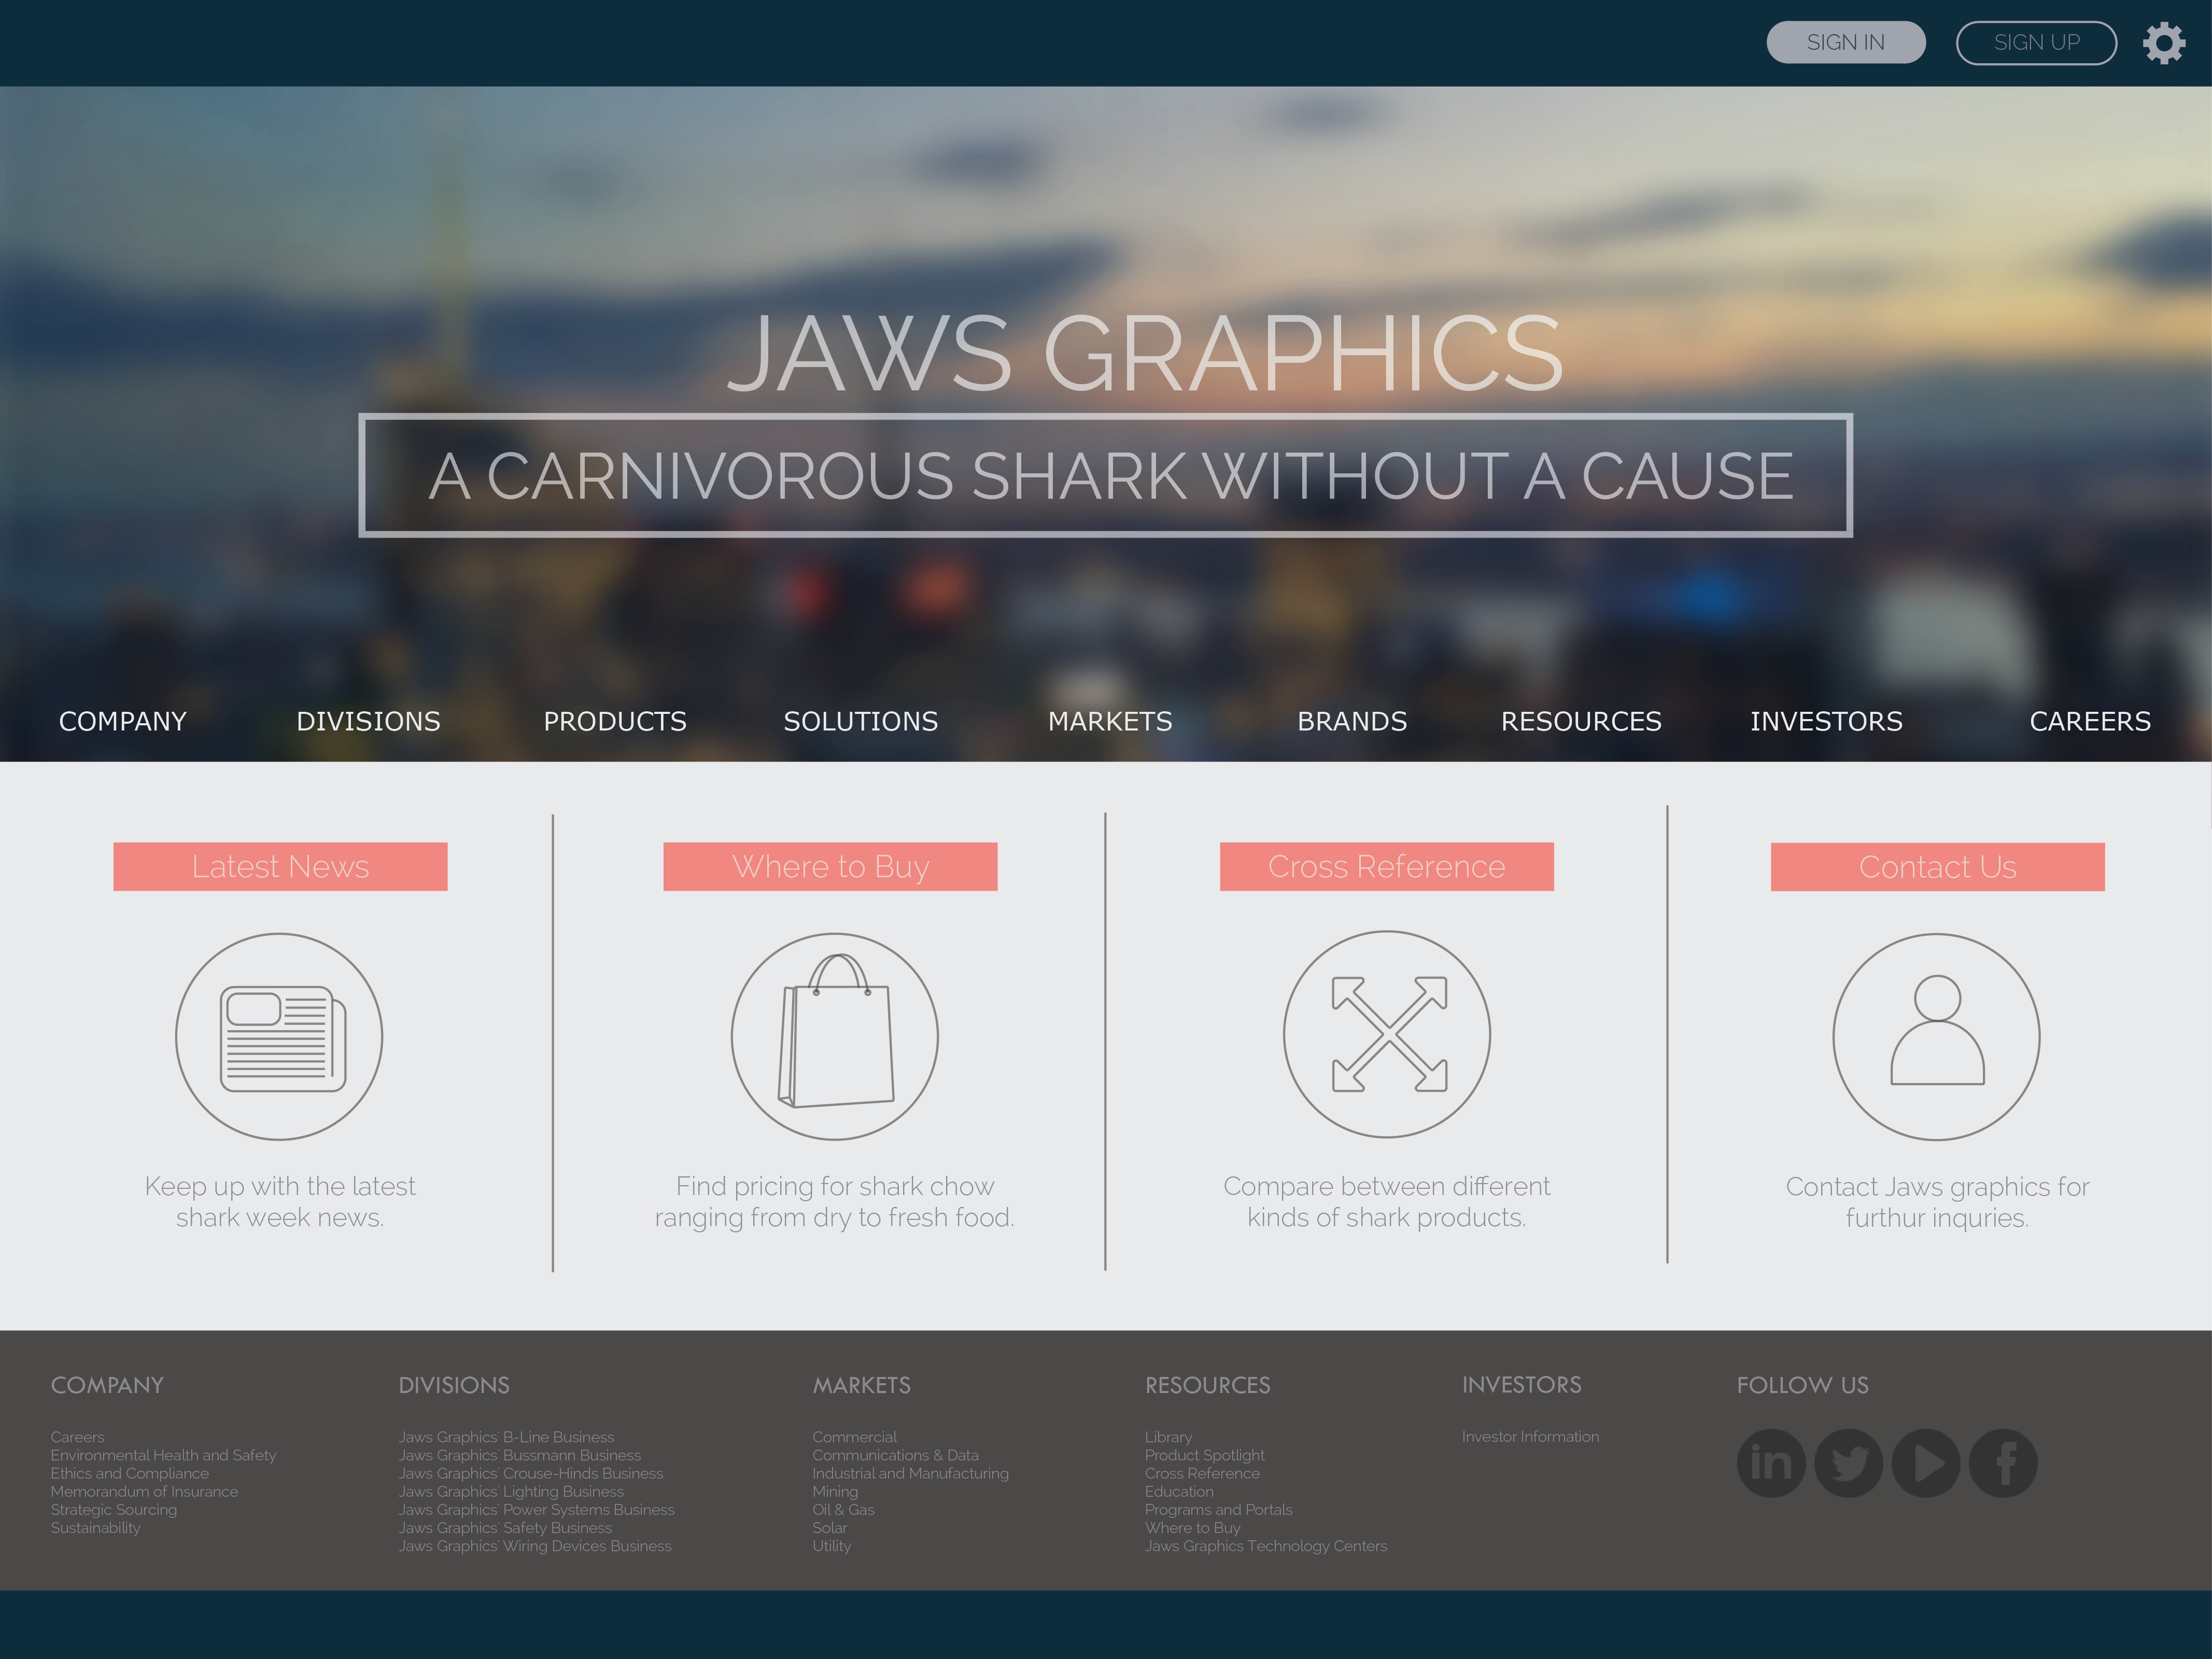 SIGN IN
SIGN UP
JAWS GRAPHICS
A CARNIVOROUS SHARK WITHOUT A CAUSE
COMPANY
DIVISIONS
PRODUCTS
SOLUTIONS
MARKETS
BRANDS
RESOURCES
INVESTORS
CAREERS
Latest News
Keep up with the latest
shark week news.
Where to Buy
Find pricing for shark chow
ranging from dry to fresh food.
Cross Reference
Compare between different
kinds of shark products.
Contact Us
Contact Jaws graphics for
furthur inquries.
COMPANY
Careers
Environmental Health and Safety
Ethics and Compliance
Memorandum of Insurance
Strategic Sourcing
Sustainability
DIVISIONS
Jaws Graphics' B-Line Business
Jaws Graphics' Bussmann Business
Jaws Graphics' Crouse-Hinds Business
Jaws Graphics' Lighting Business
Jaws Graphics' Power Systems Business
Jaws Graphics' Safety Business
Jaws Graphics' Wiring Devices Business
MARKETS
Commercial
Communications & Data
Industrial and Manufacturing
Mining
Oil & Gas
Solar
Utility
RESOURCES
Library
Product Spotlight
Cross Reference
Education
Programs and Portals
Where to Buy
Jaws Graphics Technology Centers
INVESTORS
Investor Information
FOLLOW US
in
f